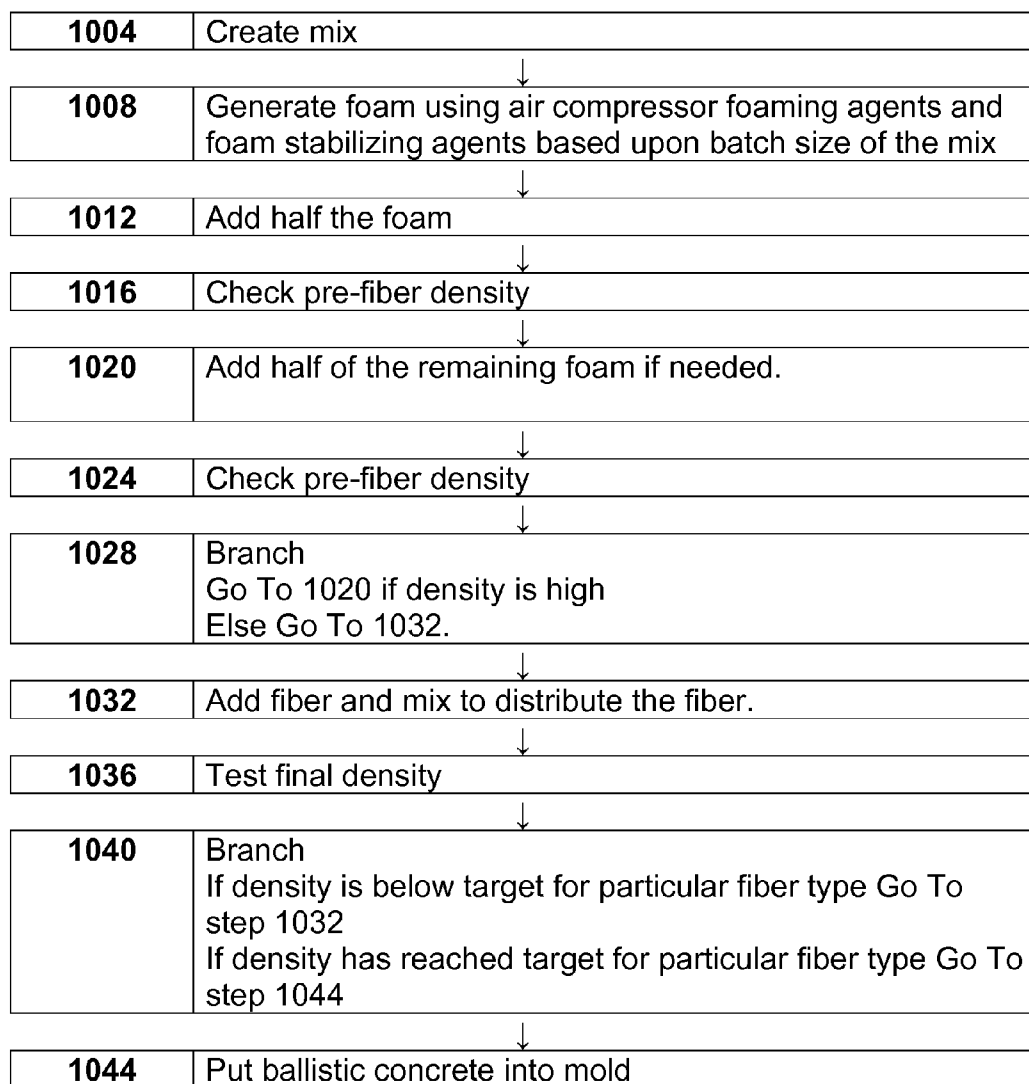 1004 Create mix
↓
1008 Generate foam using air compressor foaming agents and
foam stabilizing agents based upon batch size of the mix
↓
1012 Add half the foam
↓
1016 Check pre-fiber density
↓
1020 Add half of the remaining foam if needed.
↓
1024 Check pre-fiber density
↓
1028 Branch
Go To 1020 if density is high
Else Go To 1032.
↓
1032 Add fiber and mix to distribute the fiber.
↓
1036 Test final density
↓
1040 Branch
If density is below target for particular fiber type Go To
step 1032
If density has reached target for particular fiber type Go To
step 1044
↓
1044 Put ballistic concrete into mold